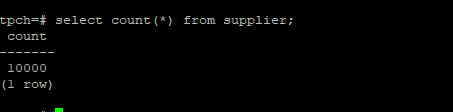 tpch=# select count(*) from supplier;
count
-------
10000
(1 row)